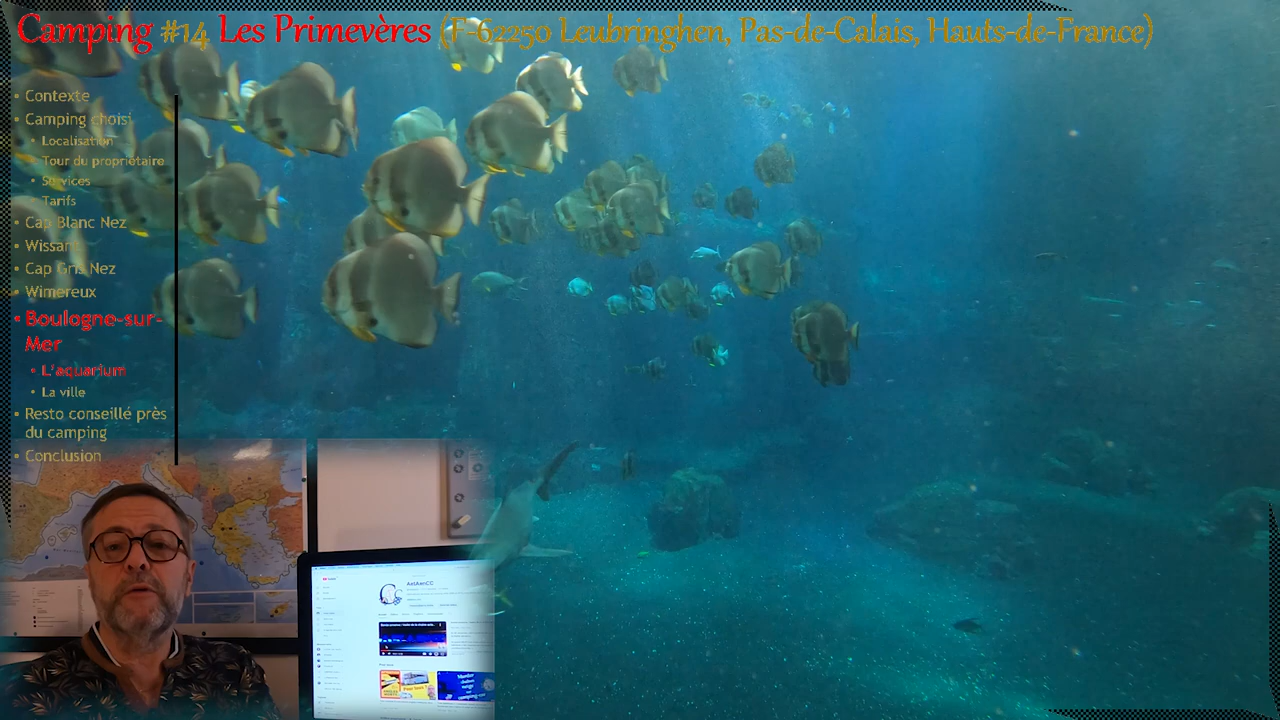 Camping #14 Les Primevères (F-62250 Leubringhen, Pas-de-Calais, Hauts-de-France)
• Contexte
• Camping choisi
• Localisation
• Tour du propriétaire
• Services
• Tarifs
• Cap Blanc Nez
• Wissant
• Cap Gris Nez
• Wimereux
• Boulogne-sur-
Mer
• L'aquarium
• La ville
• Resto conseillé près
du camping
• Conclusion
AetAenCC